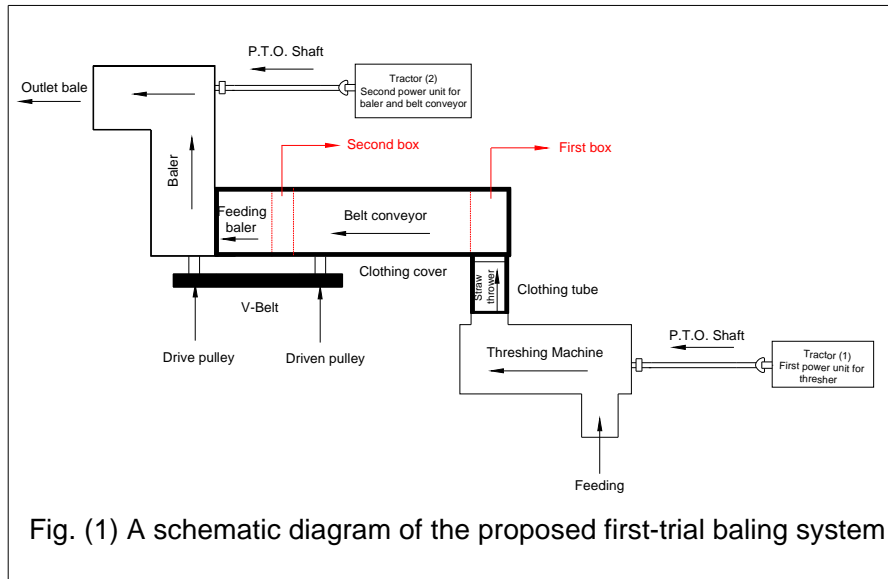 P.T.O. Shaft
Tractor (2)
Second power unit for
baler and belt conveyor
Outlet bale
Second box
First box
Baler
Feeding
baler
Belt conveyor
Straw
thrower
Clothing cover
Clothing tube
V-Belt
Drive pulley
Driven pulley
Threshing Machine
P.T.O. Shaft
Tractor (1)
First power unit for
thresher
Feeding
Fig. (1) A schematic diagram of the proposed first-trial baling system